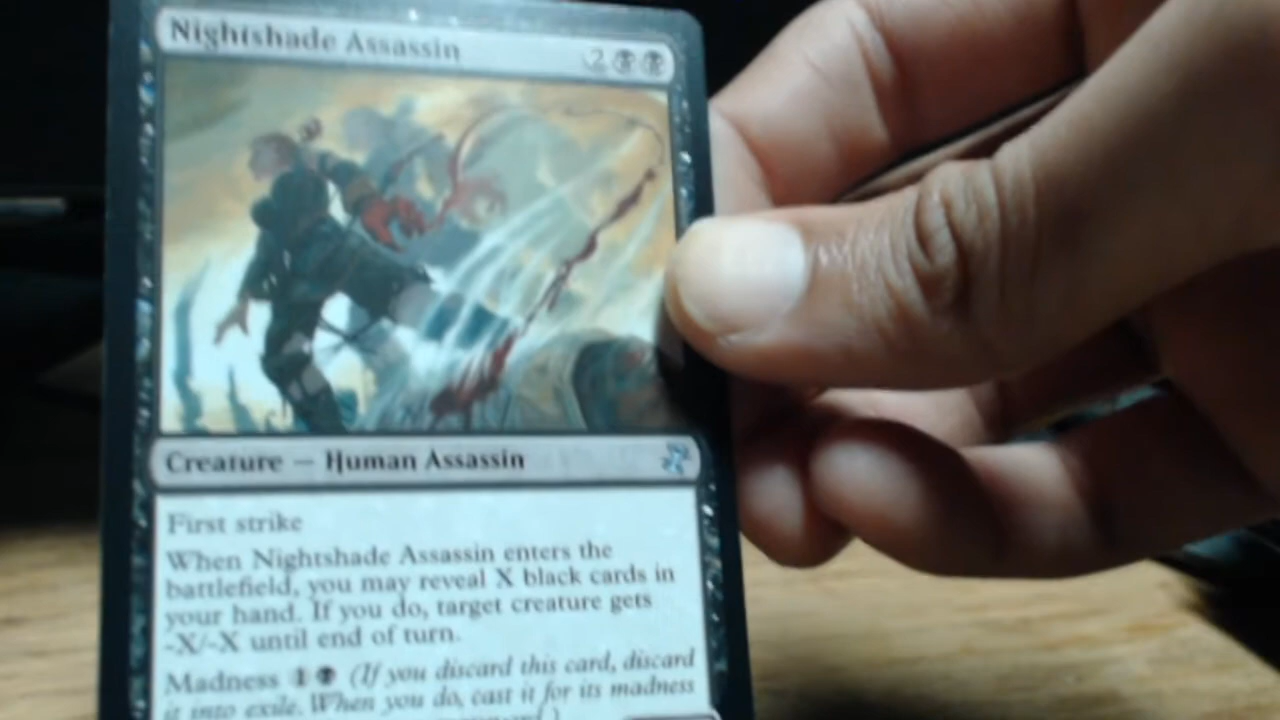 Nightshade Assassin 2
Creature — Human Assassin
First strike
When Nightshade Assassin enters the
battlefield, you may reveal X black cards in
your hand. If you do, target creature gets
-X/-X until end of turn.
Madness 1 (If you discard this card, discard
it into exile. When you do, cast it for its madness